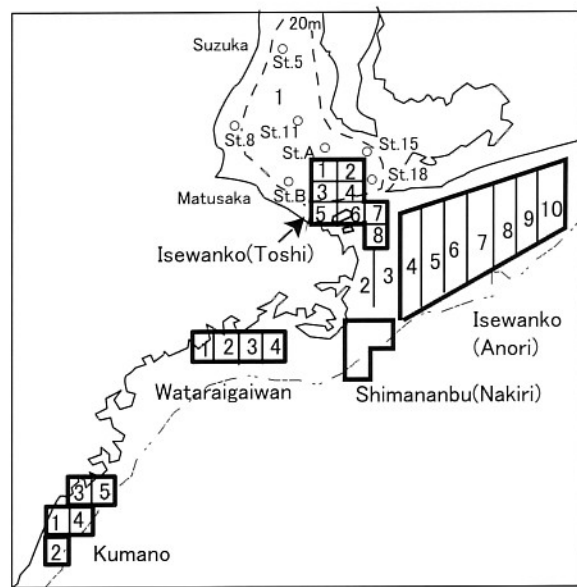 20m
Suzuka
St.5
1
St.11
St.8
St.A
St.15
1 2
St.18
Matusaka
St.B
3 4
5 6 7
8
Isewanko(Toshi)
2 3 4 5 6 7 8 9 10
Isewanko
(Anori)
1 2 3 4
Wataraigaiwan
Shimananbu(Nakiri)
3 5
1 4
2
Kumano